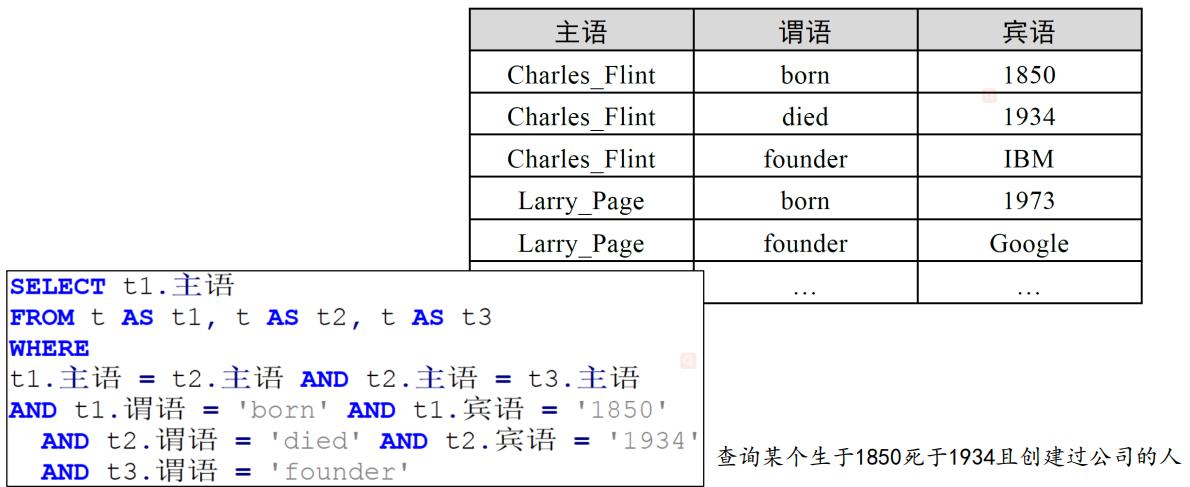 主语 谓语 宾语
Charles_Flint born 1850
Charles_Flint died 1934
Charles_Flint founder IBM
Larry_Page born 1973
Larry_Page founder Google
… …
SELECT t1.主语
FROM t AS t1, t AS t2, t AS t3
WHERE
t1.主语 = t2.主语 AND t2.主语 = t3.主语
AND t1.谓语 = 'born' AND t1.宾语 = '1850'
AND t2.谓语 = 'died' AND t2.宾语 = '1934'
AND t3.谓语 = 'founder'
查询某个生于1850死于1934且创建过公司的人